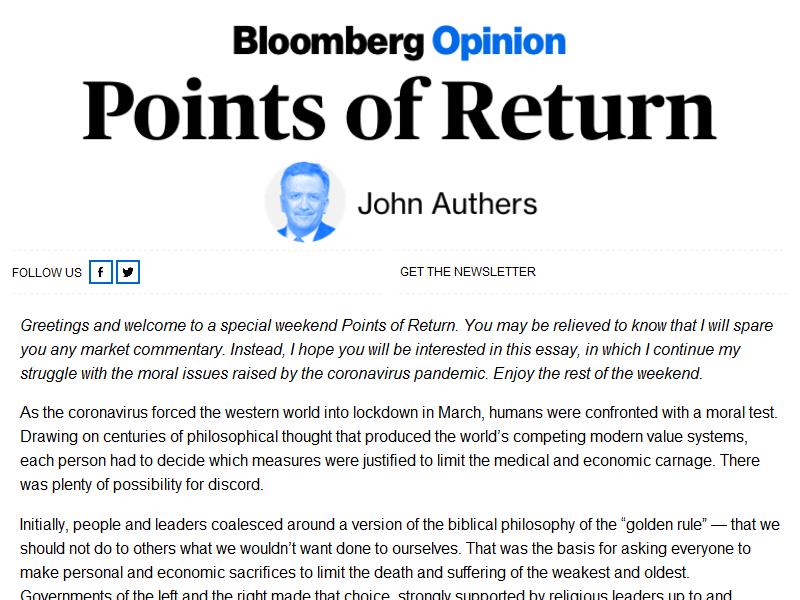 Bloomberg Opinion
Points of Return
John Authers
FOLLOW US
GET THE NEWSLETTER
Greetings and welcome to a special weekend Points of Return. You may be relieved to know that I will spare
you any market commentary. Instead, I hope you will be interested in this essay, in which I continue my
struggle with the moral issues raised by the coronavirus pandemic. Enjoy the rest of the weekend.
As the coronavirus forced the western world into lockdown in March, humans were confronted with a moral test.
Drawing on centuries of philosophical thought that produced the world’s competing modern value systems,
each person had to decide which measures were justified to limit the medical and economic carnage. There
was plenty of possibility for discord.
Initially, people and leaders coalesced around a version of the biblical philosophy of the “golden rule” — that we
should not do to others what we wouldn’t want done to ourselves. That was the basis for asking everyone to
make personal and economic sacrifices to limit the death and suffering of the weakest and oldest.
Governments of the left and the right made that choice, strongly supported by religious leaders up to and